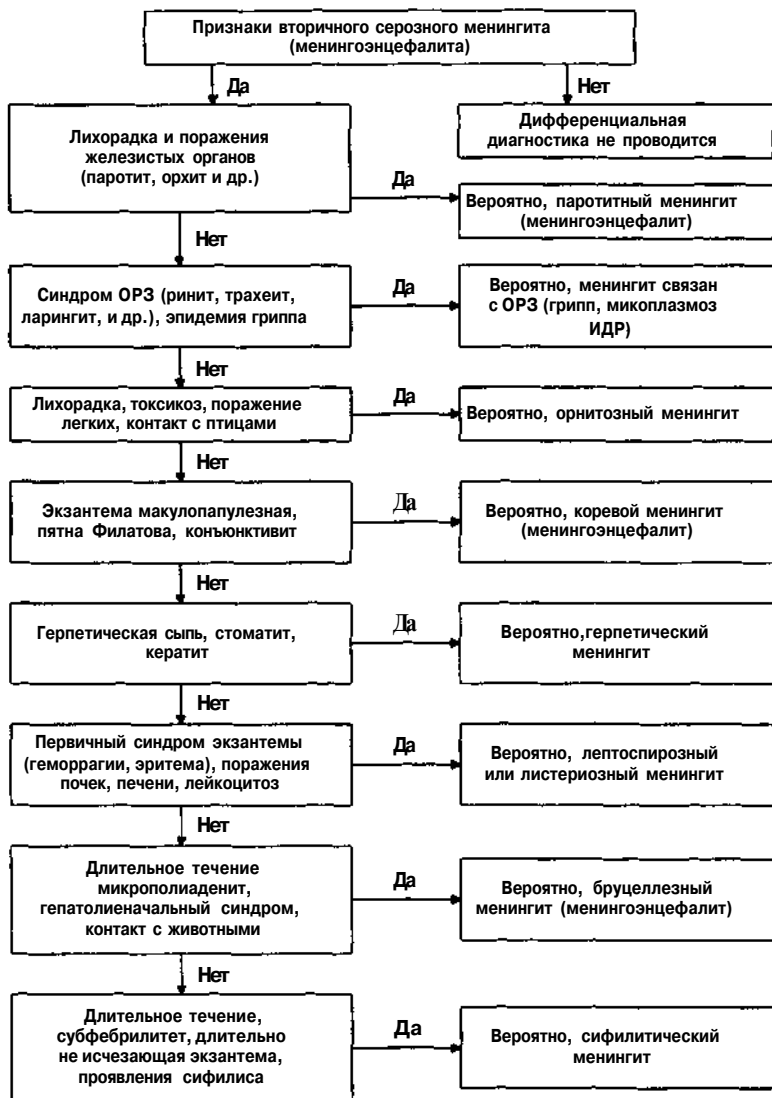 Признаки вторичного серозного менингита
(менингоэнцефалита)
Да
Нет
Лихорадка и поражения
железистых органов
(паротит, орхит и др.)
Дифференциальная
диагностика не проводится
Да
Вероятно, паротитный менингит
(менингоэнцефалит)
Нет
Синдром ОРЗ (ринит, трахеит,
ларингит, и др.), эпидемия гриппа
Да
Вероятно, менингит связан
с ОРЗ (грипп, микоплазмоз
ИДР)
Нет
Лихорадка, токсикоз, поражение
легких, контакт с птицами
Да
Вероятно, орнитозный менингит
Нет
Экзантема макулопапулезная,
пятна Филатова, конъюнктивит
Да
Вероятно, коревой менингит
(менингоэнцефалит)
Нет
Герпетическая сыпь, стоматит,
кератит
Да
Вероятно,герпетический
менингит
Нет
Первичный синдром экзантемы
(геморрагии, эритема), поражения
почек, печени, лейкоцитоз
Да
Вероятно, лептоспирозный
или листериозный менингит
Нет
Длительное течение
микрополиаденит,
гепатолиеначальный синдром,
контакт с животными
Да
Вероятно, бруцеллезный
менингит (менингоэнцефалит)
Нет
Длительное течение,
субфебрилитет, длительно
не исчезающая экзантема,
проявления сифилиса
Да
Вероятно, сифилитический
менингит